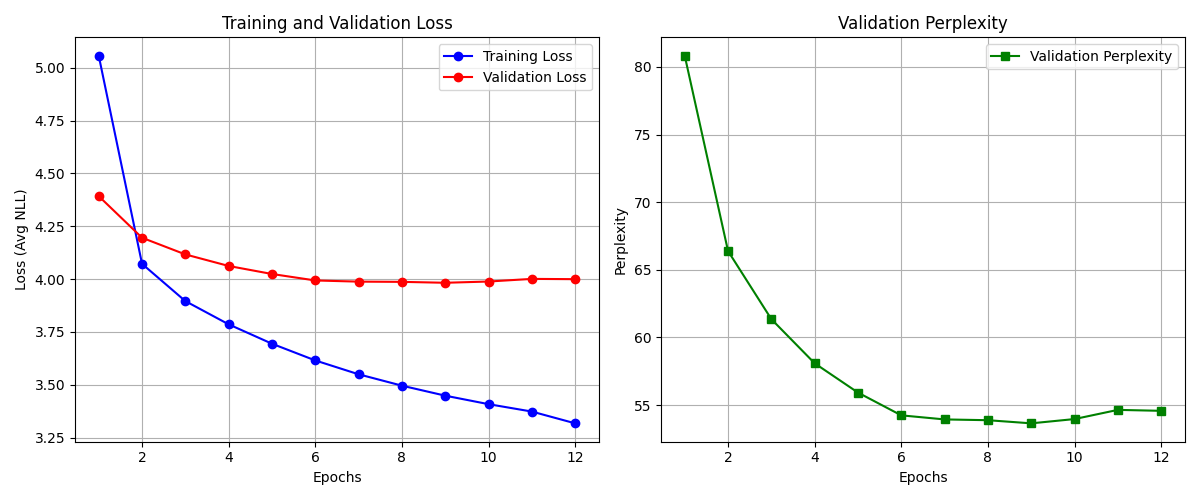 Training and Validation Loss
Training Loss
Validation Loss
Loss (Avg NLL)
5.00
4.75
4.50
4.25
4.00
3.75
3.50
3.25
2 4 6 8 10 12
Epochs
Validation Perplexity
Validation Perplexity
Perplexity
80
75
70
65
60
55
2 4 6 8 10 12
Epochs